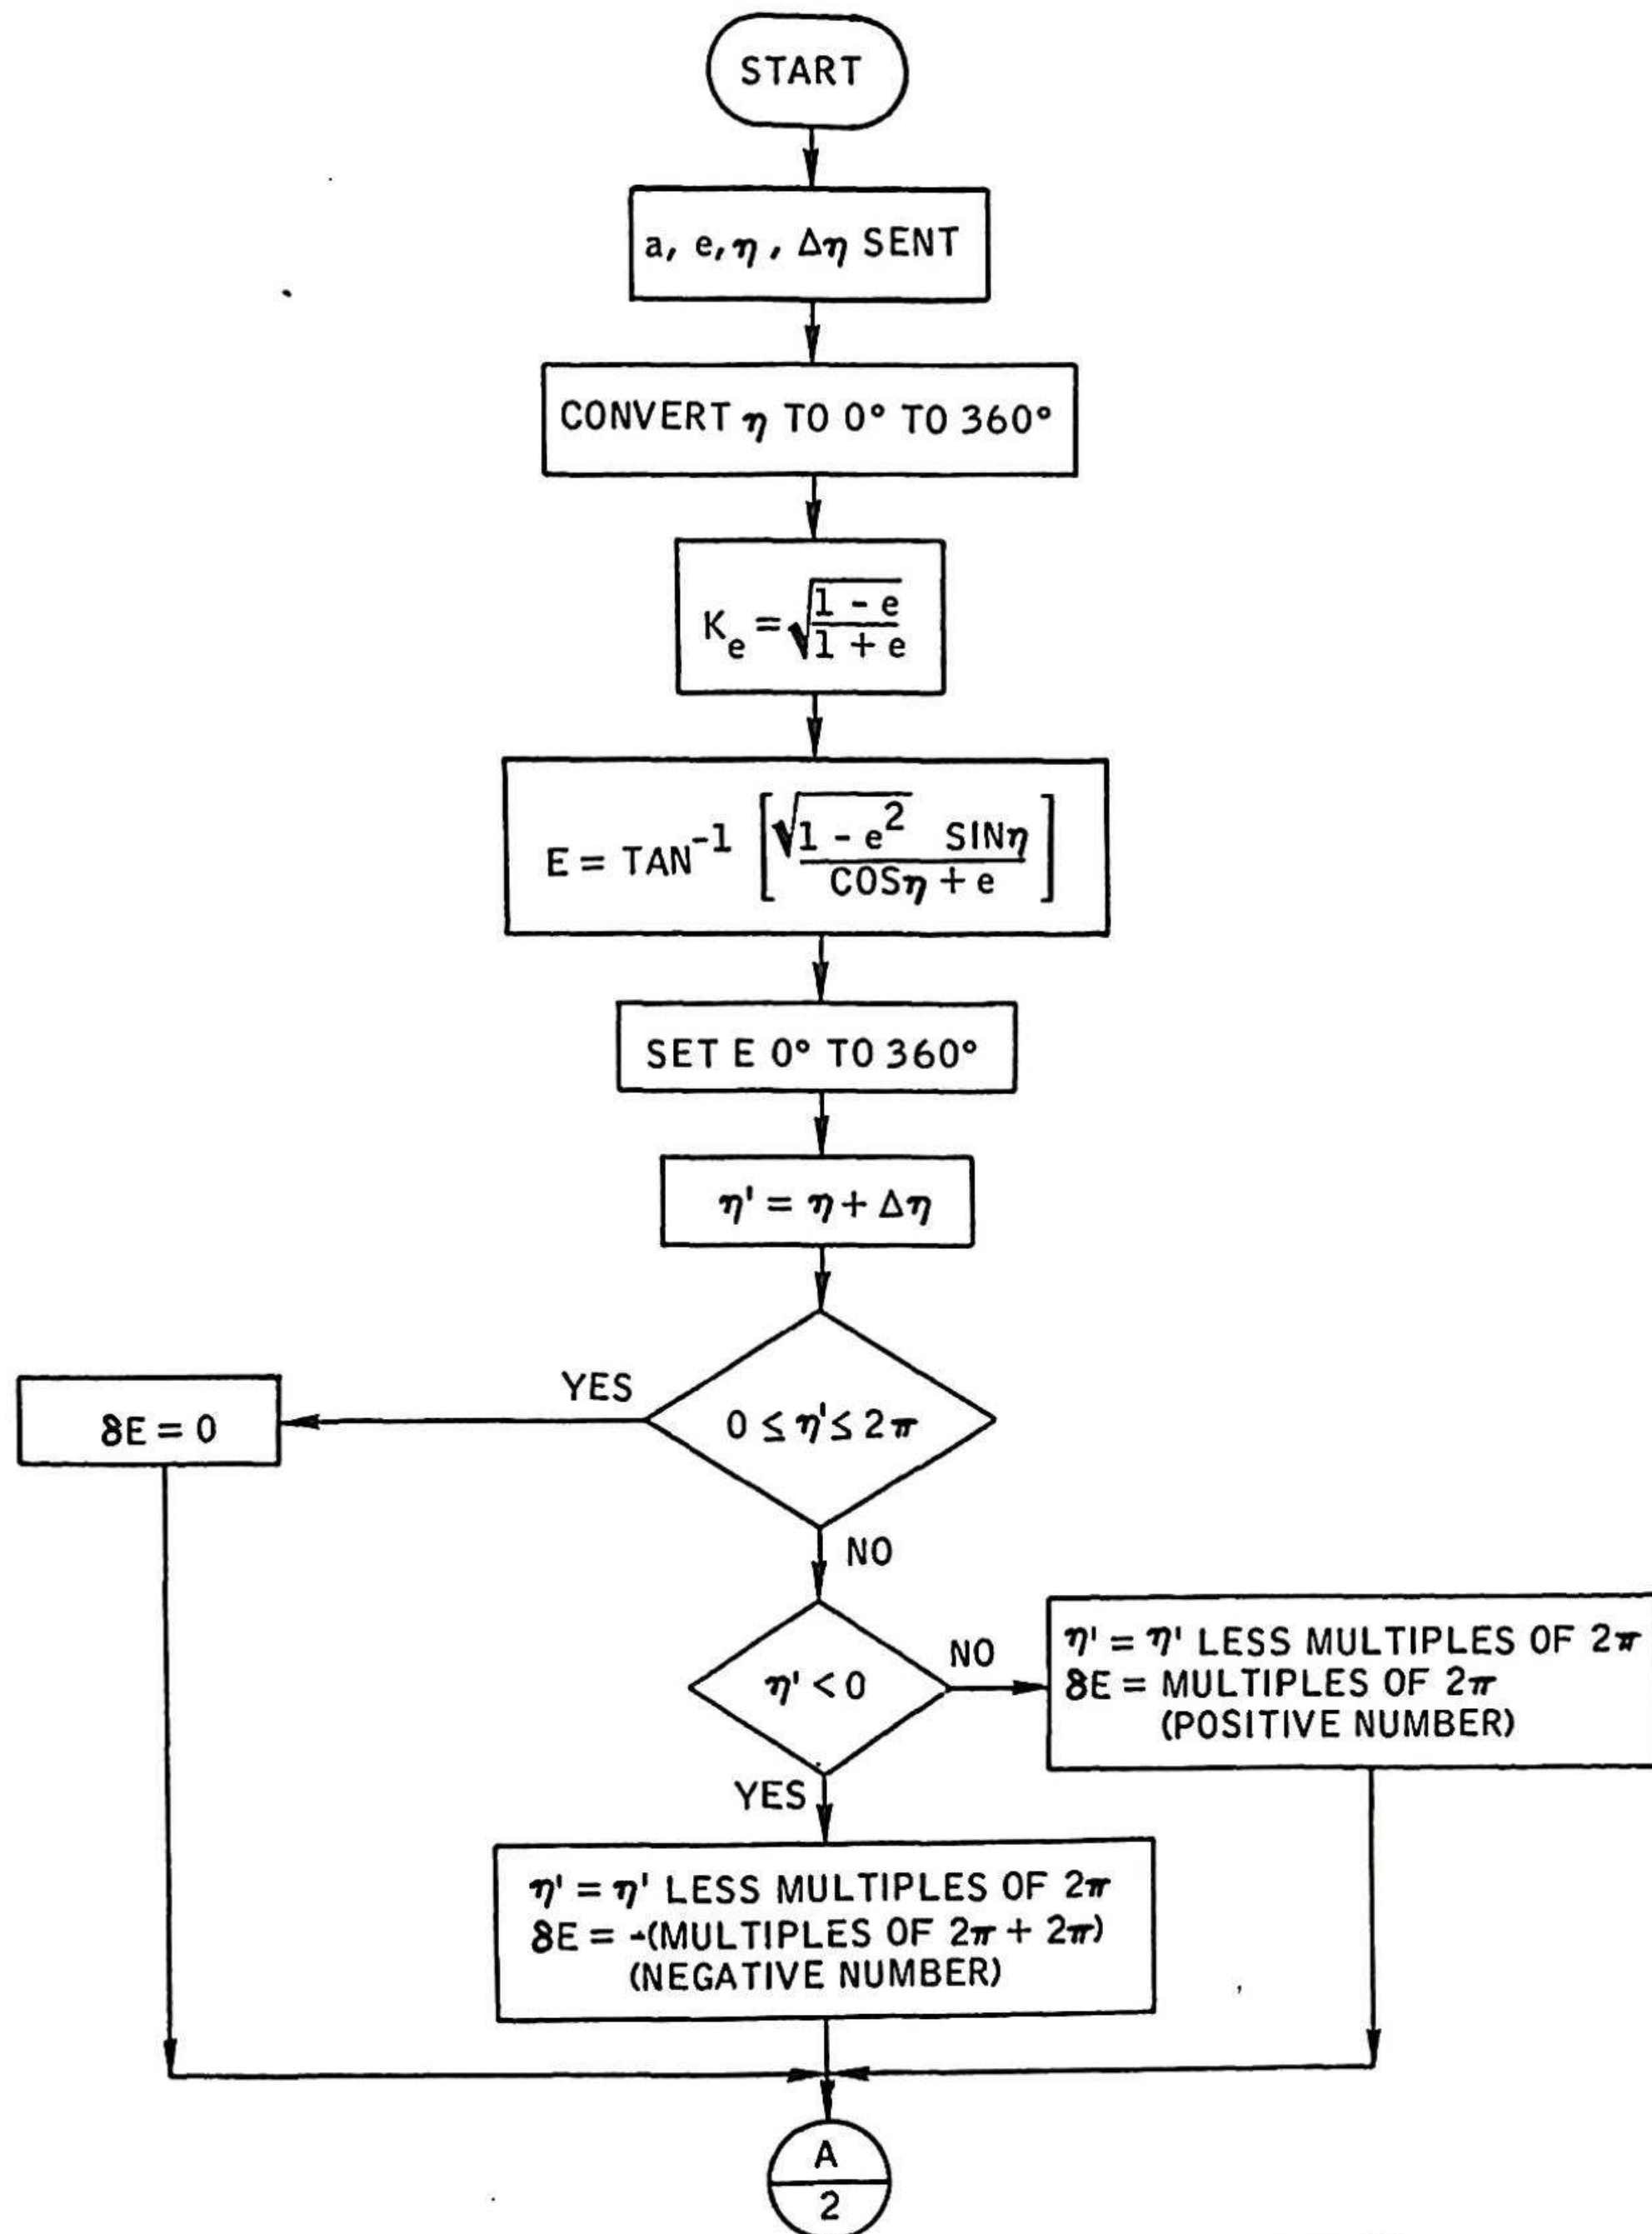 START
a, e, η, Δη SENT
CONVERT η TO 0° TO 360°
Kₑ = √((1 - e)/(1 + e))
E = TAN⁻¹ [√(1 - e²) SINη / (COSη + e)]
SET E 0° TO 360°
η' = η + Δη
YES
δE = 0
0 ≤ η' ≤ 2π
NO
η' < 0
NO
η' = η' LESS MULTIPLES OF 2π
δE = MULTIPLES OF 2π
(POSITIVE NUMBER)
YES
η' = η' LESS MULTIPLES OF 2π
δE = -(MULTIPLES OF 2π + 2π)
(NEGATIVE NUMBER)
A
2